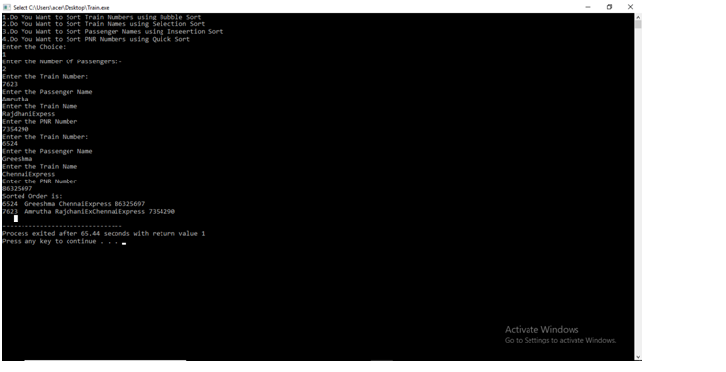 Select C:\Users\acer\Desktop\Train.exe
1.Do You Want to Sort Train Numbers using Bubble Sort
2.Do You Want to Sort Train Names using Selection Sort
3.Do You Want to Sort Passenger Names using Inseertion Sort
4.Do You Want to Sort PNR Numbers using Quick Sort
Enter the Choice:
1
Enter the Number Of Passengers:-
2
Enter the Train Number:
7623
Enter the Passenger Name
Amrutha
Enter the Train Name
RajdhaniExpess
Enter the PNR Number
7354290
Enter the Train Number:
6524
Enter the Passenger Name
Greeshma
Enter the Train Name
ChennaiExpress
Enter the PNR Number
86325697
Sorted Order is:
6524 Greeshma ChennaiExpress 86325697
7623 Amrutha RajdhaniExChennaiExpress 7354290
--------------------------------
Process exited after 65.44 seconds with return value 1
Press any key to continue . . .
Activate Windows
Go to Settings to activate Windows.